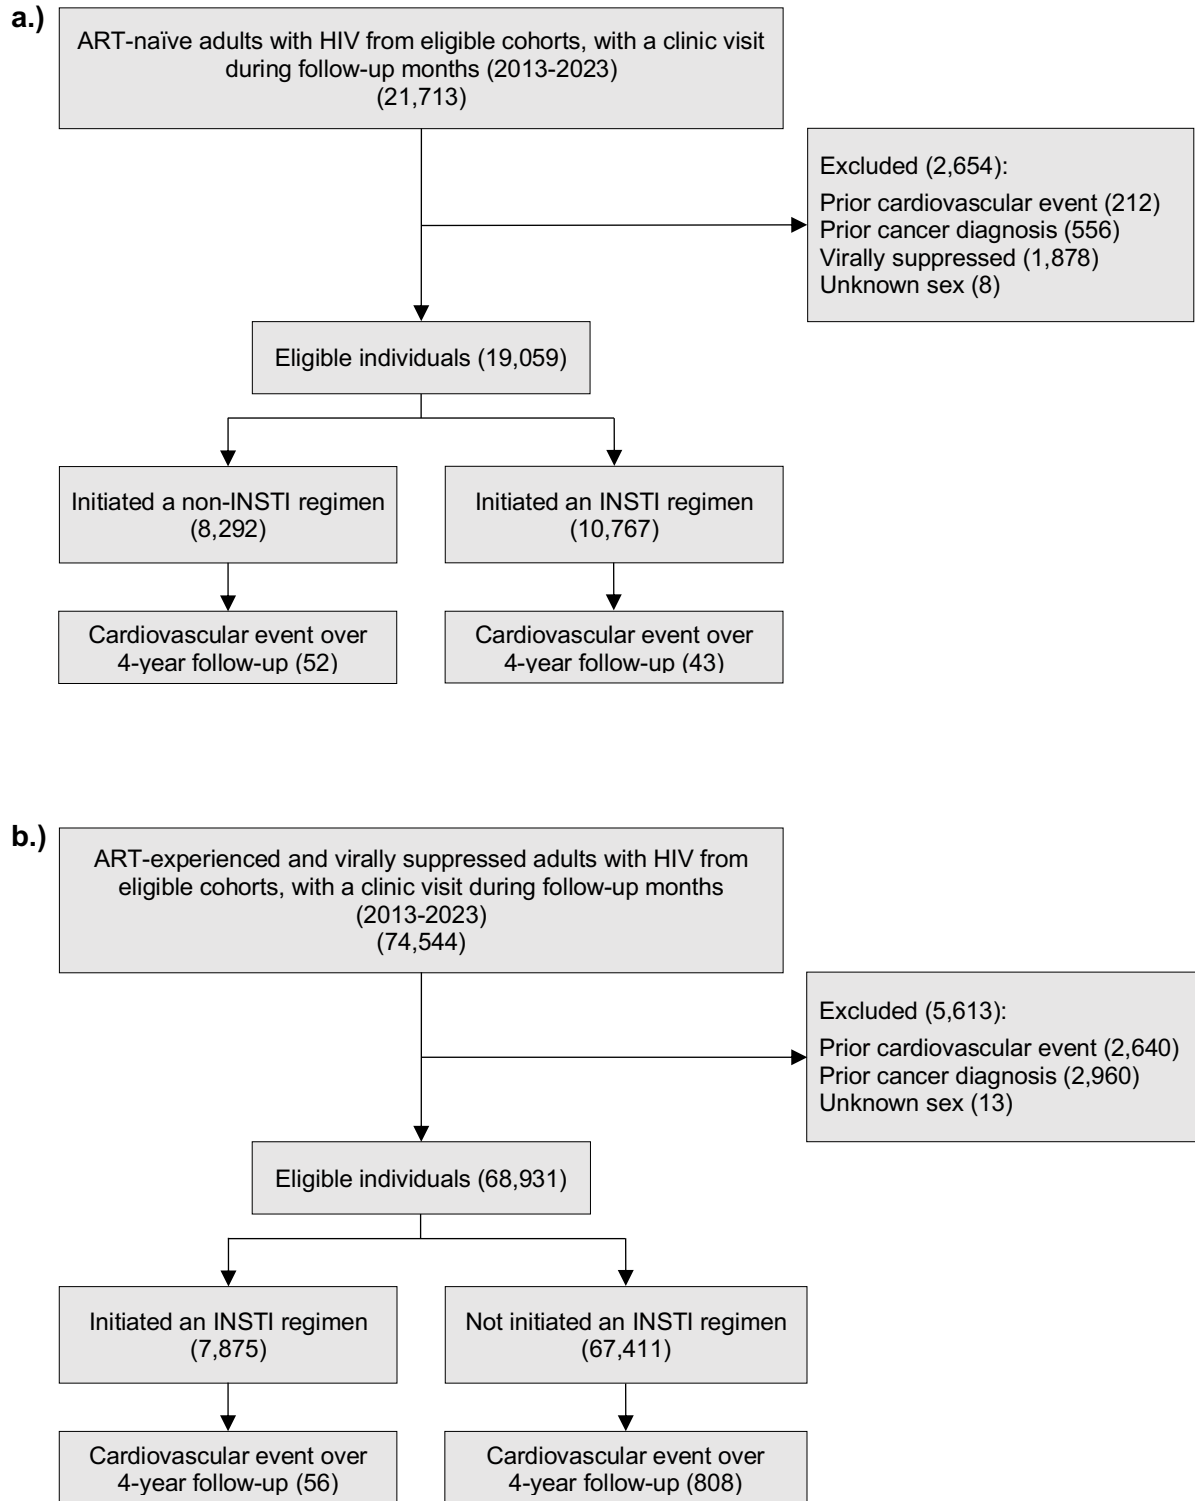 a.)
ART-naïve adults with HIV from eligible cohorts, with a clinic visit
during follow-up months (2013-2023)
(21,713)
Excluded (2,654):
Prior cardiovascular event (212)
Prior cancer diagnosis (556)
Virally suppressed (1,878)
Unknown sex (8)
Eligible individuals (19,059)
Initiated a non-INSTI regimen
(8,292)
Initiated an INSTI regimen
(10,767)
Cardiovascular event over
4-year follow-up (52)
Cardiovascular event over
4-year follow-up (43)
b.)
ART-experienced and virally suppressed adults with HIV from
eligible cohorts, with a clinic visit during follow-up months
(2013-2023)
(74,544)
Excluded (5,613):
Prior cardiovascular event (2,640)
Prior cancer diagnosis (2,960)
Unknown sex (13)
Eligible individuals (68,931)
Initiated an INSTI regimen
(7,875)
Not initiated an INSTI regimen
(67,411)
Cardiovascular event over
4-year follow-up (56)
Cardiovascular event over
4-year follow-up (808)